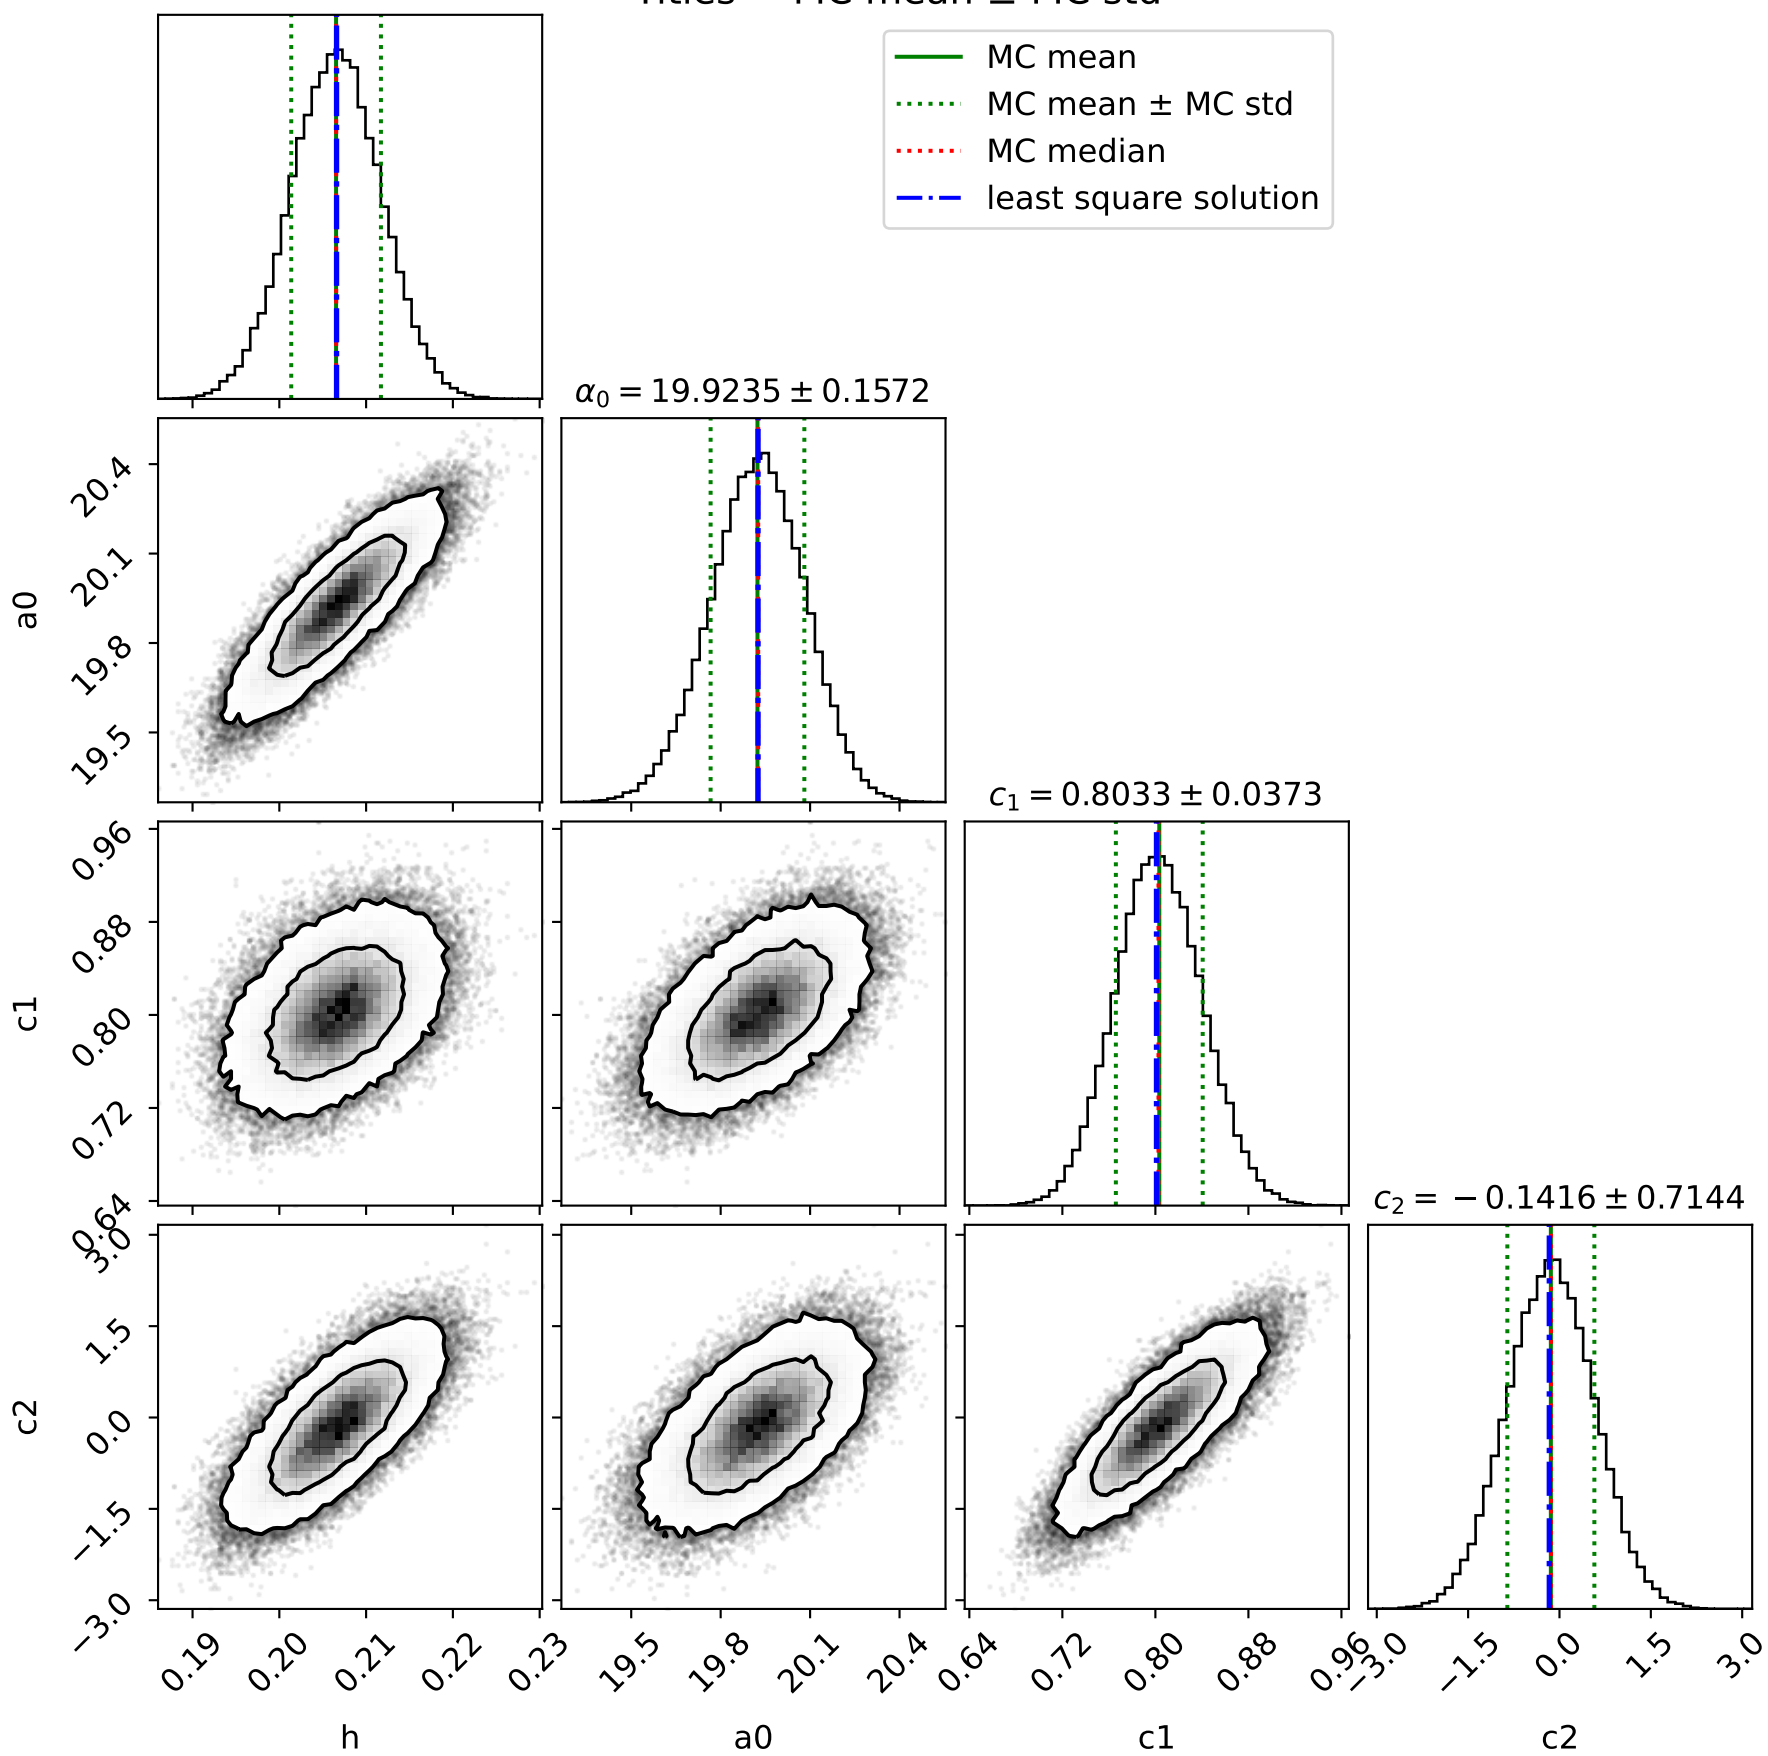 MC mean ± MC std
MC mean
MC mean ± MC std
MC median
least square solution
α₀ = 19.9235 ± 0.1572
20.4
20.1
19.8
19.5
a0
c₁ = 0.8033 ± 0.0373
0.96
0.88
0.80
0.72
0.64
c1
c₂ = −0.1416 ± 0.7144
3.0
1.5
0.0
−1.5
−3.0
c2
0.19 0.20 0.21 0.22 0.23
19.5 19.8 20.1 20.4
0.64 0.72 0.80 0.88 0.96
−3.0 −1.5 0.0 1.5 3.0
h a0 c1 c2